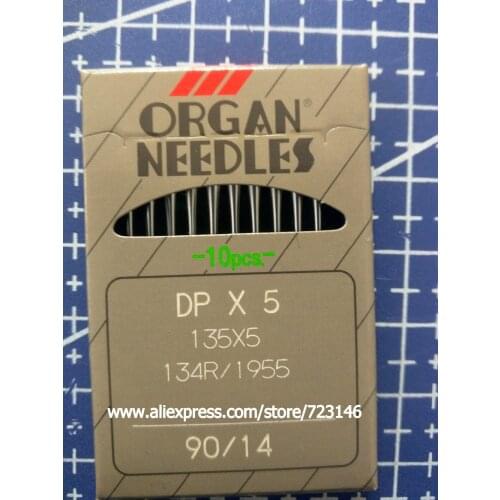 ORGAN®
NEEDLES
-10pcs.-
DP X 5
135X5
134R/1955
www.aliexpress.com/store/723146
90/14